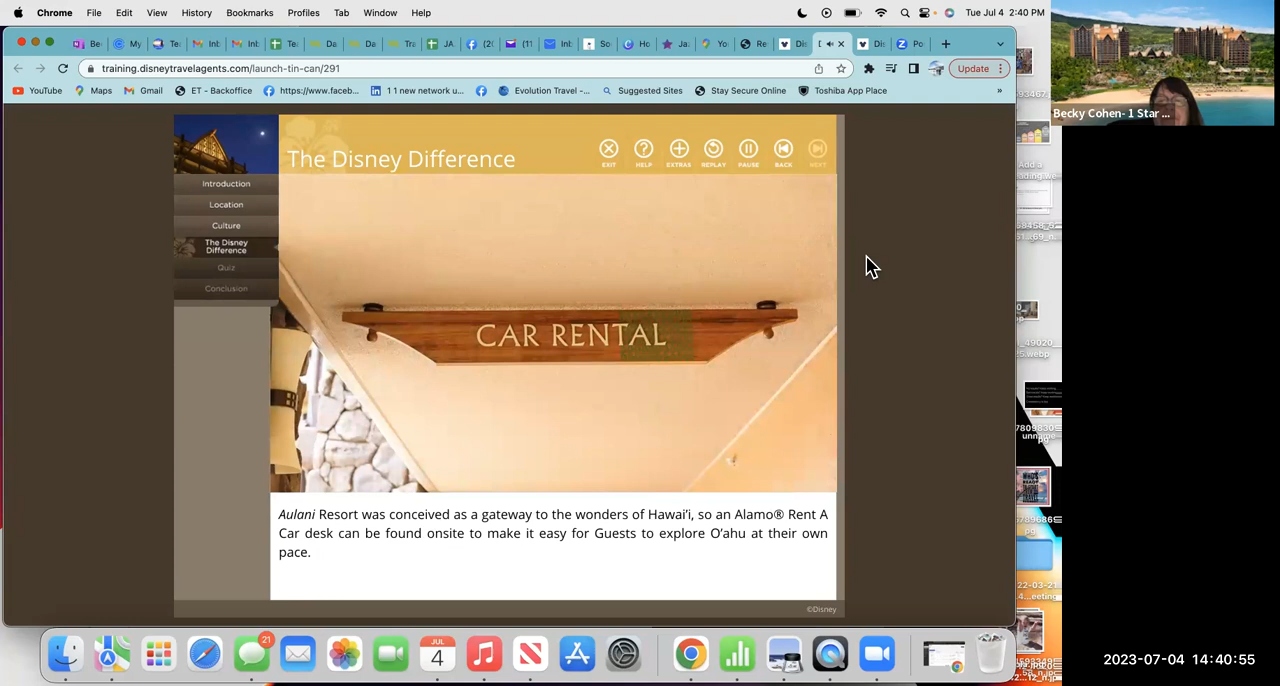 Chrome File Edit View History Bookmarks Profiles Tab Window Help
Tue Jul 4 2:40 PM
training.disneytravelagents.com/launch-tin-can/291
Update
YouTube Maps Gmail ET - Backoffice https://www.faceb... 1 1 new network u... Evolution Travel -... Suggested Sites Stay Secure Online Toshiba App Place »
Becky Cohen- 1 Star ...
The Disney Difference
EXIT HELP EXTRAS REPLAY PAUSE BACK NEXT
Introduction
Location
Culture
The Disney
Difference
Quiz
Conclusion
CAR RENTAL
Aulani Resort was conceived as a gateway to the wonders of Hawai'i, so an Alamo® Rent A
Car desk can be found onsite to make it easy for Guests to explore O'ahu at their own
pace.
©Disney
21
JUL
4
2023-07-04 14:40:55